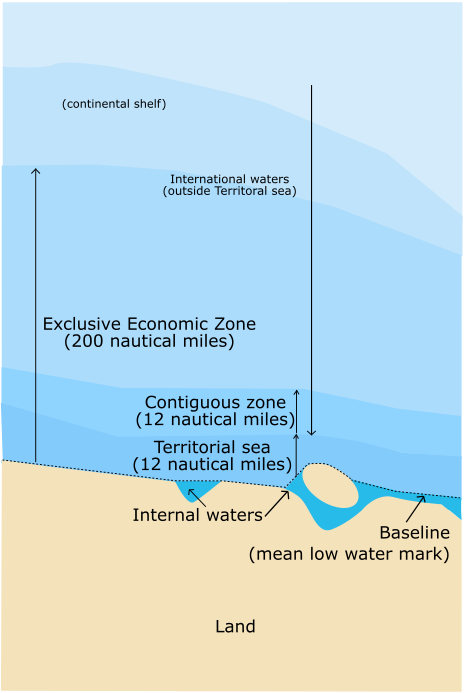 (continental shelf)
International waters
(outside Territoral sea)
Exclusive Economic Zone
(200 nautical miles)
Contiguous zone
(12 nautical miles)
Territorial sea
(12 nautical miles)
Internal waters
Baseline
(mean low water mark)
Land